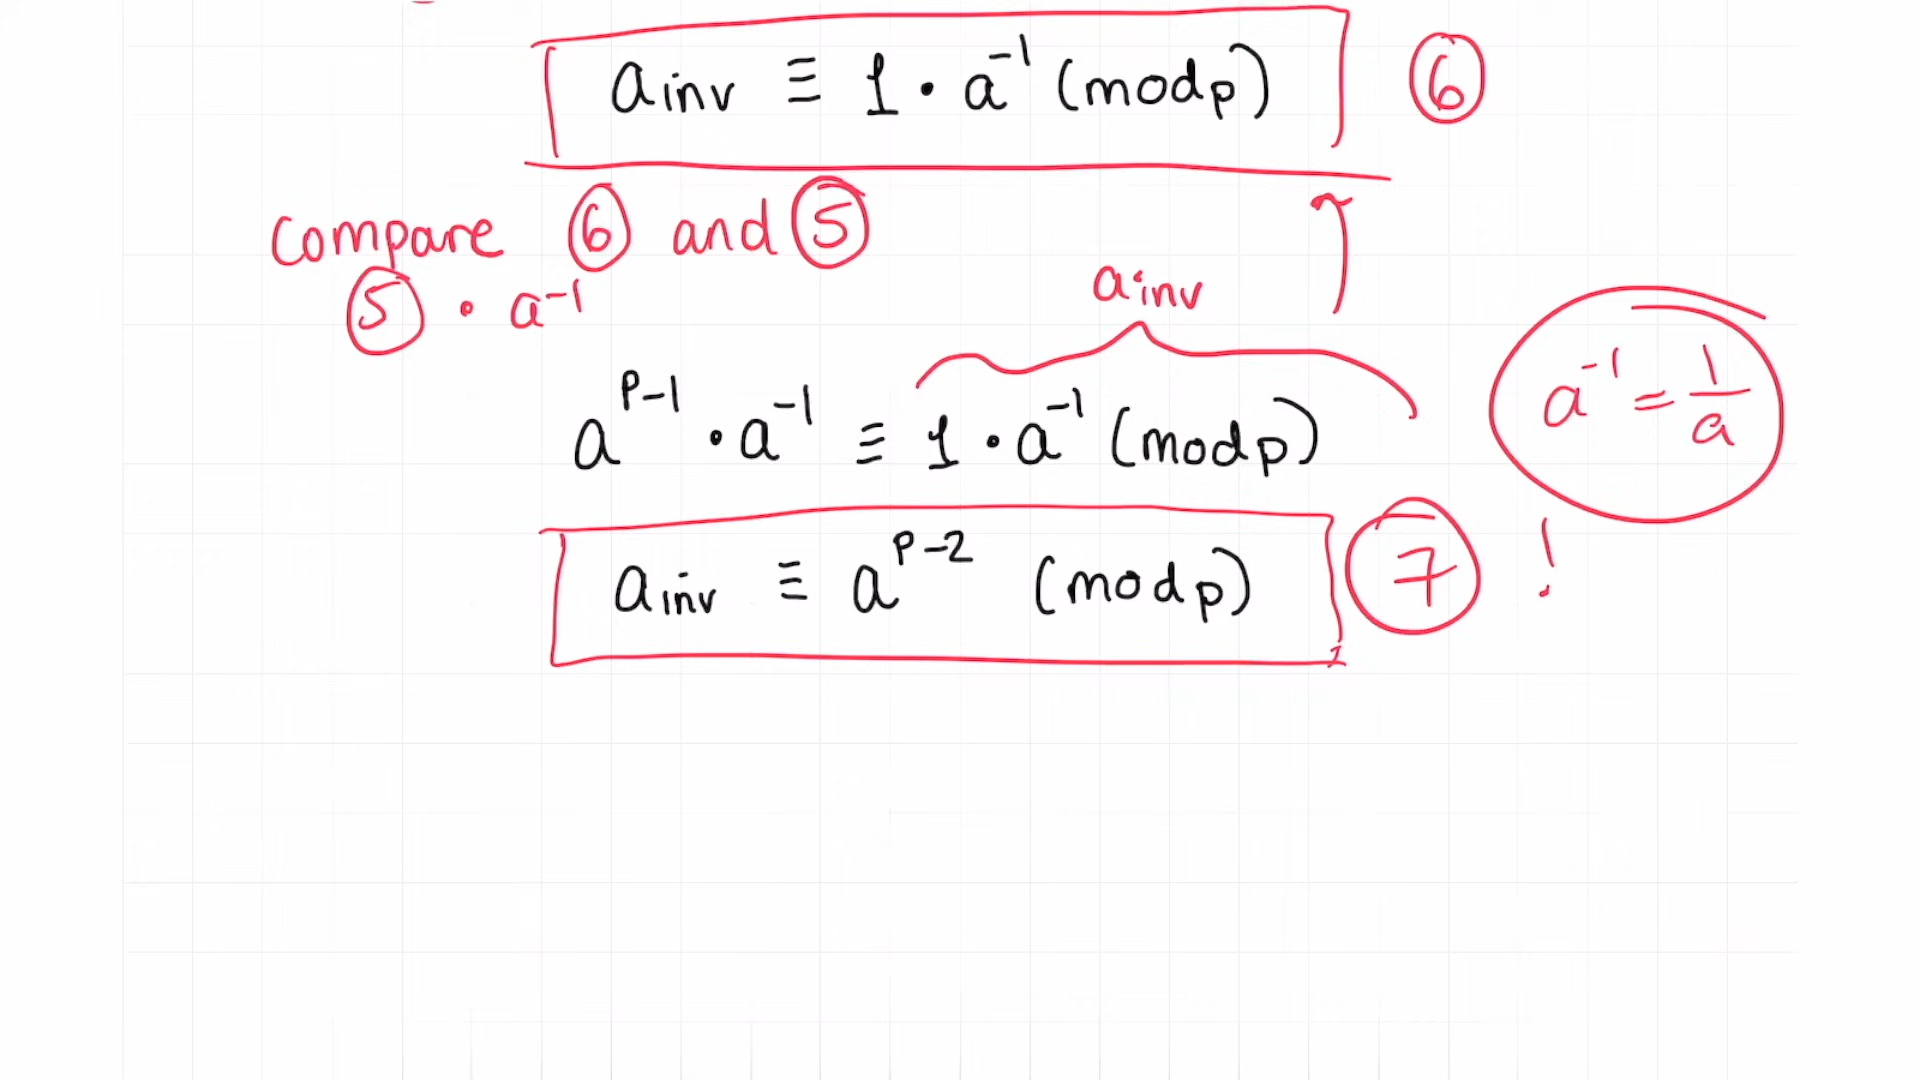 a_inv ≡ 1 · a^-1 (mod p) ⑥
compare ⑥ and ⑤
⑤ · a^-1
a_inv
a^-1 = 1/a
a^p-1 · a^-1 ≡ 1 · a^-1 (mod p)
a_inv ≡ a^p-2 (mod p) ⑦ !